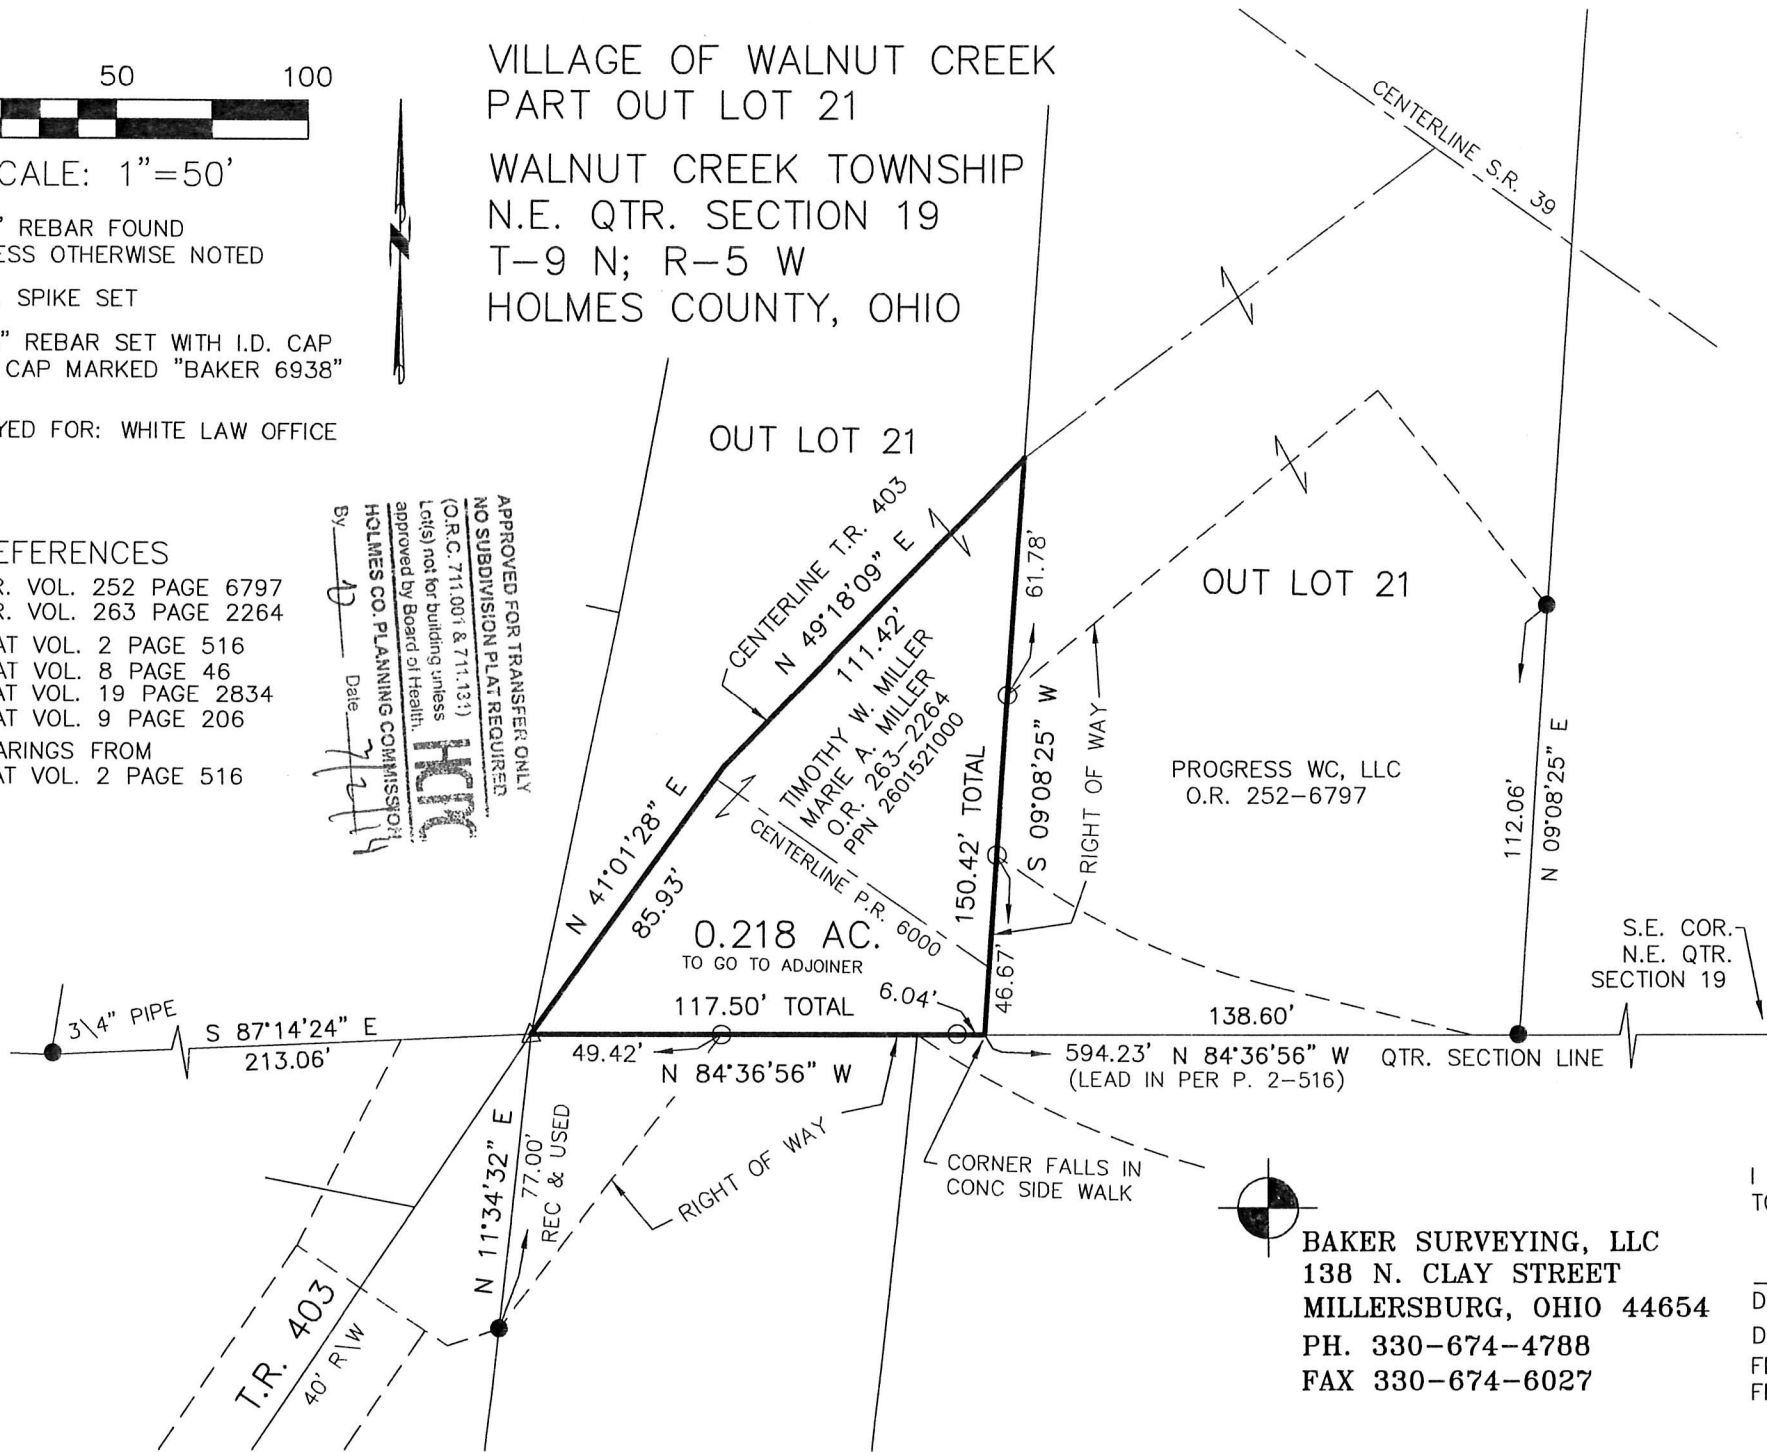 50 100
CALE: 1"=50'
" REBAR FOUND
ESS OTHERWISE NOTED
SPIKE SET
" REBAR SET WITH I.D. CAP
CAP MARKED "BAKER 6938"
YED FOR: WHITE LAW OFFICE
EFERENCES
R. VOL. 252 PAGE 6797
R. VOL. 263 PAGE 2264
AT VOL. 2 PAGE 516
AT VOL. 8 PAGE 46
AT VOL. 19 PAGE 2834
AT VOL. 9 PAGE 206
ARINGS FROM
AT VOL. 2 PAGE 516
VILLAGE OF WALNUT CREEK
PART OUT LOT 21
WALNUT CREEK TOWNSHIP
N.E. QTR. SECTION 19
T-9 N; R-5 W
HOLMES COUNTY, OHIO
APPROVED FOR TRANSFER ONLY
NO SUBDIVISION PLAT REQUIRED
(O.R.C. 711.001 & 711.131)
Lot(s) not for building unless
approved by Board of Health.
HCPC
HOLMES CO. PLANNING COMMISSION
By Date
CENTERLINE S.R. 39
OUT LOT 21
CENTERLINE T.R. 403
N 49°18'09" E
111.42'
TIMOTHY W. MILLER
MARIE A. MILLER
O.R. 263-2264
PPN 2601521000
61.78'
S 09°08'25" W
150.42' TOTAL
46.67'
RIGHT OF WAY
OUT LOT 21
PROGRESS WC, LLC
O.R. 252-6797
112.06'
N 09°08'25" E
N 41°01'28" E
85.93'
CENTERLINE P.R. 6000
0.218 AC.
TO GO TO ADJOINER
117.50' TOTAL
6.04'
S.E. COR.
N.E. QTR.
SECTION 19
3\4" PIPE
S 87°14'24" E
213.06'
49.42'
N 84°36'56" W
138.60'
594.23' N 84°36'56" W QTR. SECTION LINE
(LEAD IN PER P. 2-516)
N 11°34'32" E
77.00'
REC & USED
RIGHT OF WAY
CORNER FALLS IN
CONC SIDE WALK
T.R. 403
40' R\W
BAKER SURVEYING, LLC
138 N. CLAY STREET
MILLERSBURG, OHIO 44654
PH. 330-674-4788
FAX 330-674-6027
I